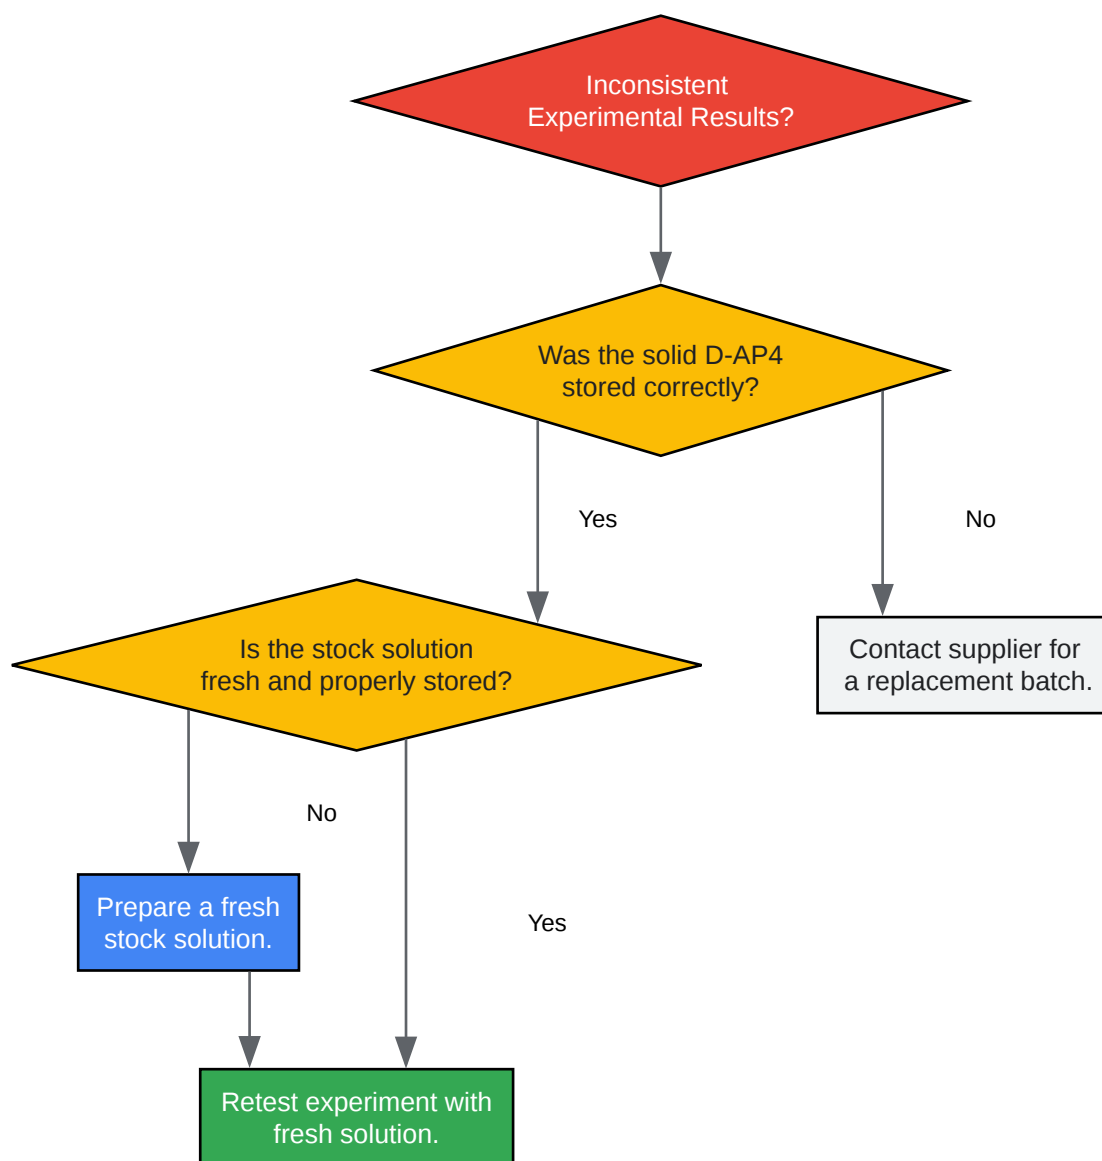 Inconsistent
Experimental Results?
Was the solid D-AP4
stored correctly?
Yes
No
Is the stock solution
fresh and properly stored?
Contact supplier for
a replacement batch.
No
Prepare a fresh
stock solution.
Yes
Retest experiment with
fresh solution.